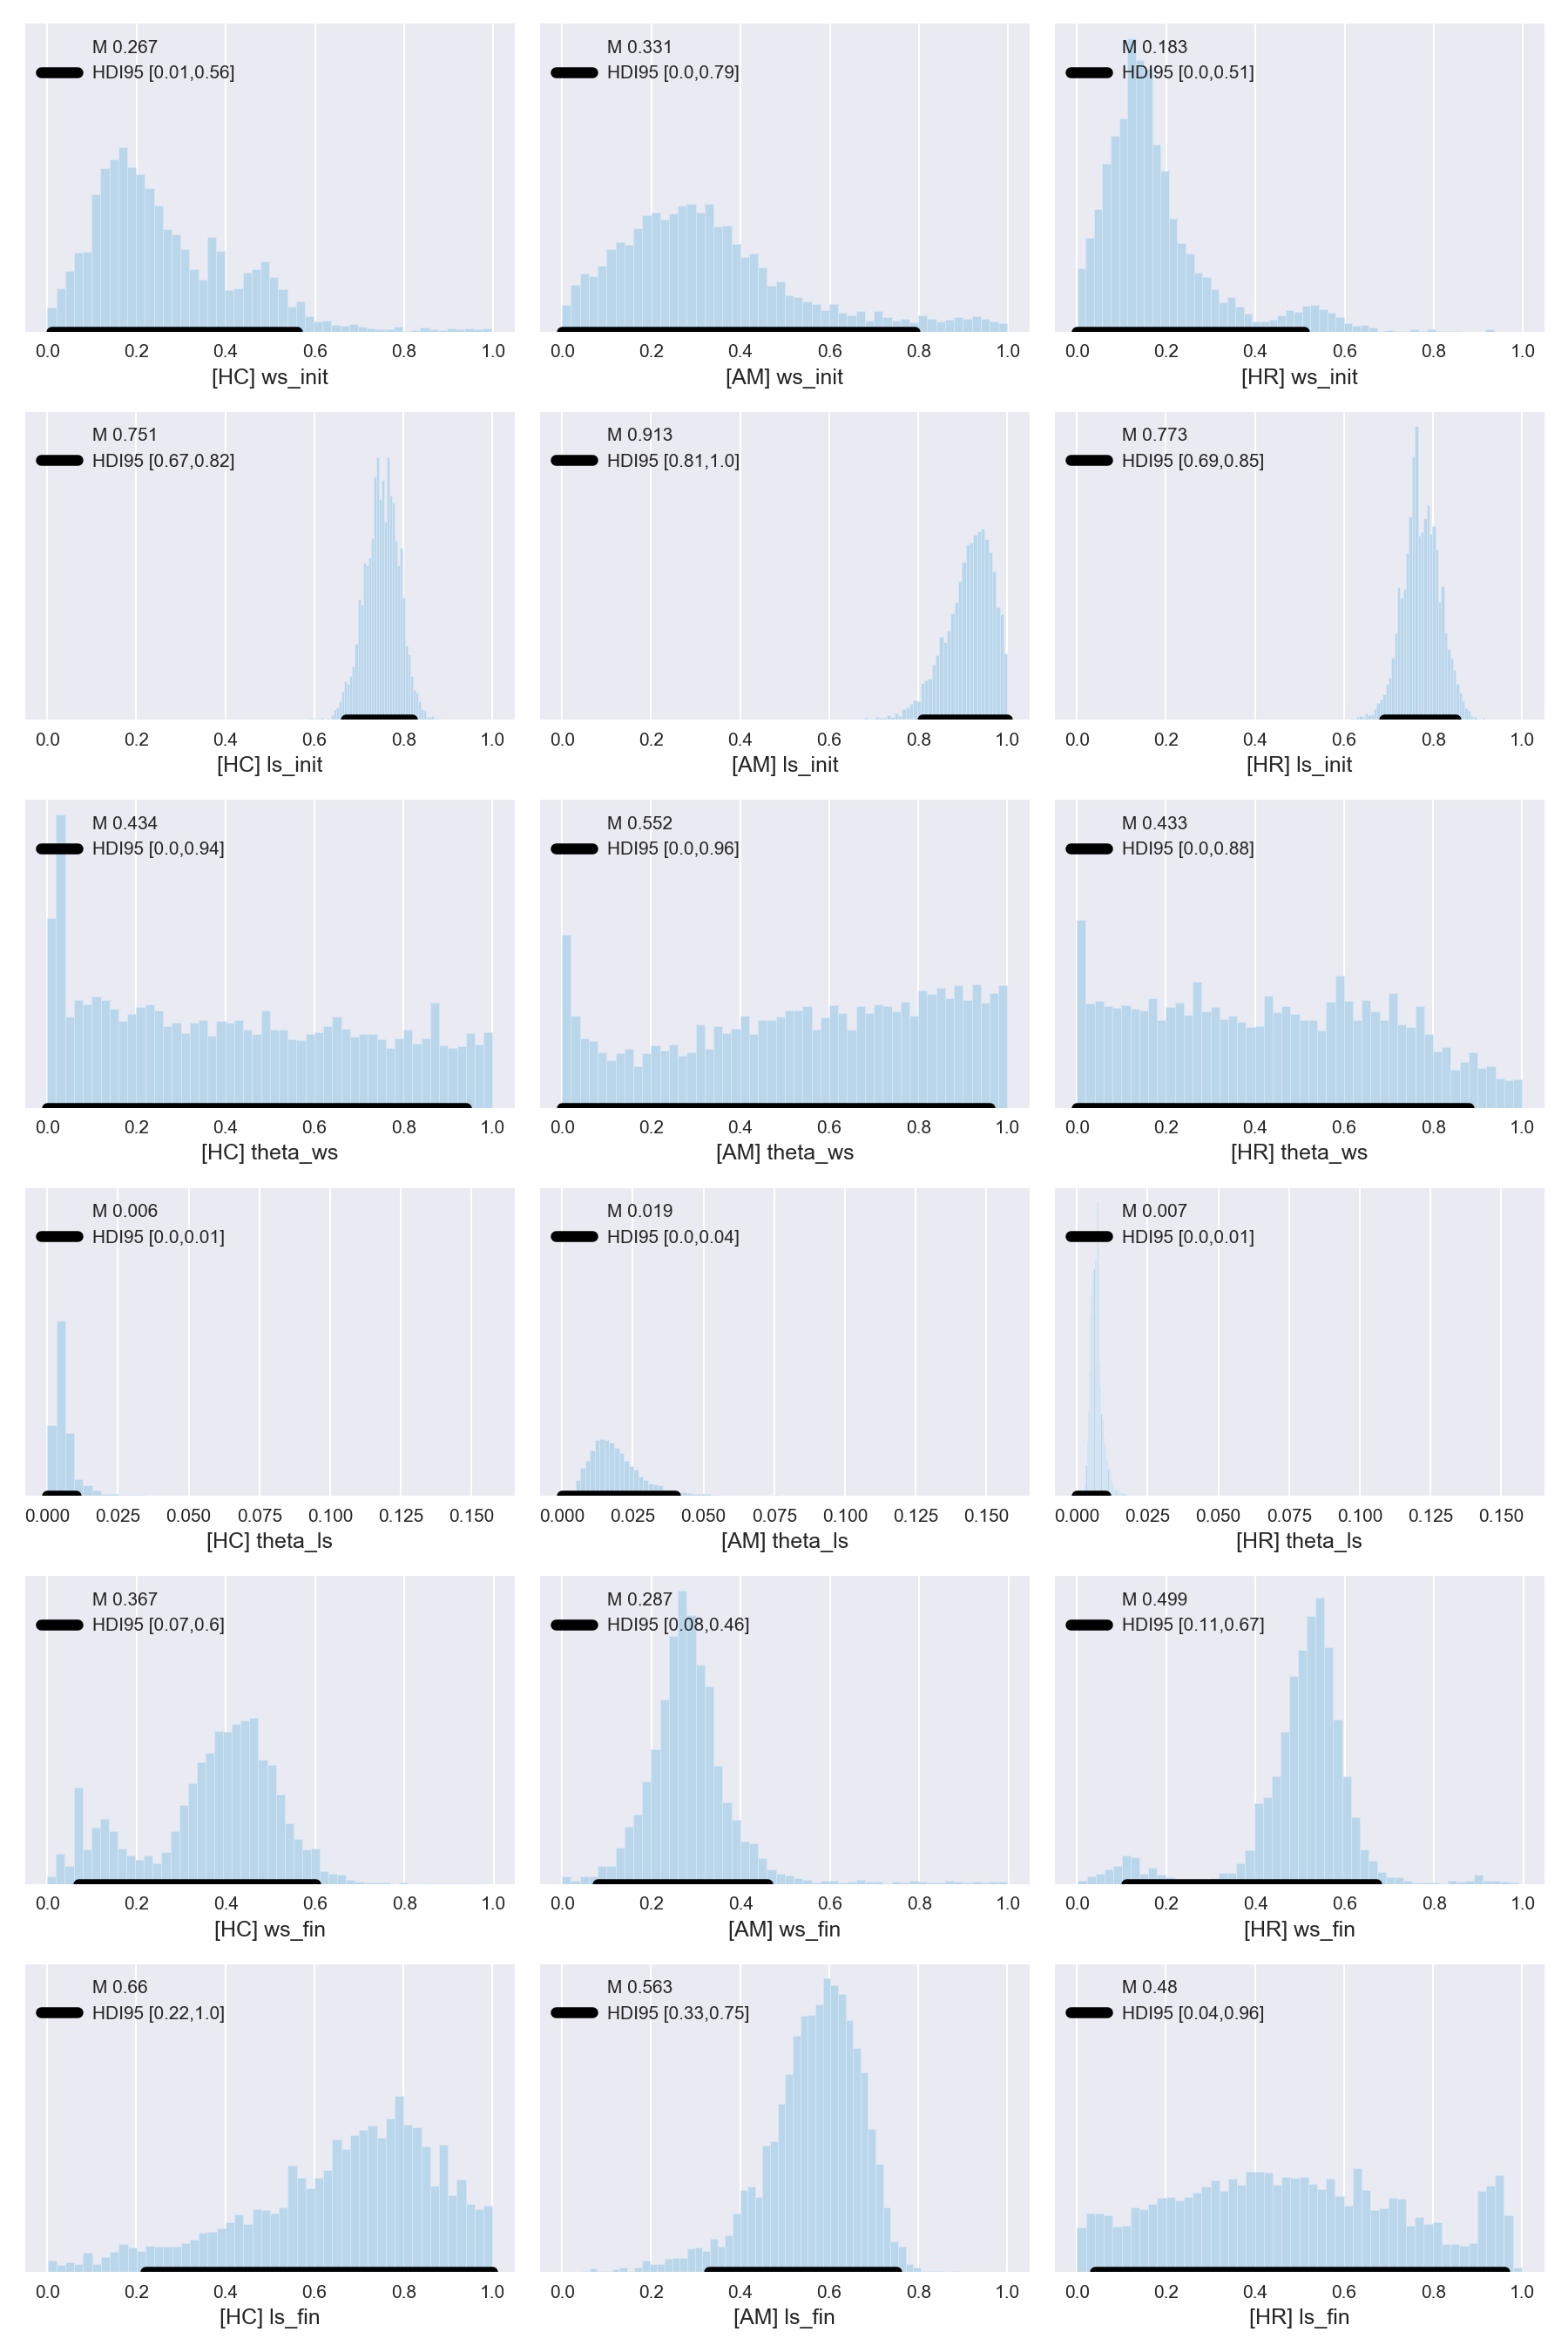 M 0.267
HDI95 [0.01,0.56]
0.0 0.2 0.4 0.6 0.8 1.0
[HC] ws_init
M 0.331
HDI95 [0.0,0.79]
0.0 0.2 0.4 0.6 0.8 1.0
[AM] ws_init
M 0.183
HDI95 [0.0,0.51]
0.0 0.2 0.4 0.6 0.8 1.0
[HR] ws_init
M 0.751
HDI95 [0.67,0.82]
0.0 0.2 0.4 0.6 0.8 1.0
[HC] ls_init
M 0.913
HDI95 [0.81,1.0]
0.0 0.2 0.4 0.6 0.8 1.0
[AM] ls_init
M 0.773
HDI95 [0.69,0.85]
0.0 0.2 0.4 0.6 0.8 1.0
[HR] ls_init
M 0.434
HDI95 [0.0,0.94]
0.0 0.2 0.4 0.6 0.8 1.0
[HC] theta_ws
M 0.552
HDI95 [0.0,0.96]
0.0 0.2 0.4 0.6 0.8 1.0
[AM] theta_ws
M 0.433
HDI95 [0.0,0.88]
0.0 0.2 0.4 0.6 0.8 1.0
[HR] theta_ws
M 0.006
HDI95 [0.0,0.01]
0.000 0.025 0.050 0.075 0.100 0.125 0.150
[HC] theta_ls
M 0.019
HDI95 [0.0,0.04]
0.000 0.025 0.050 0.075 0.100 0.125 0.150
[AM] theta_ls
M 0.007
HDI95 [0.0,0.01]
0.000 0.025 0.050 0.075 0.100 0.125 0.150
[HR] theta_ls
M 0.367
HDI95 [0.07,0.6]
0.0 0.2 0.4 0.6 0.8 1.0
[HC] ws_fin
M 0.287
HDI95 [0.08,0.46]
0.0 0.2 0.4 0.6 0.8 1.0
[AM] ws_fin
M 0.499
HDI95 [0.11,0.67]
0.0 0.2 0.4 0.6 0.8 1.0
[HR] ws_fin
M 0.66
HDI95 [0.22,1.0]
0.0 0.2 0.4 0.6 0.8 1.0
[HC] ls_fin
M 0.563
HDI95 [0.33,0.75]
0.0 0.2 0.4 0.6 0.8 1.0
[AM] ls_fin
M 0.48
HDI95 [0.04,0.96]
0.0 0.2 0.4 0.6 0.8 1.0
[HR] ls_fin